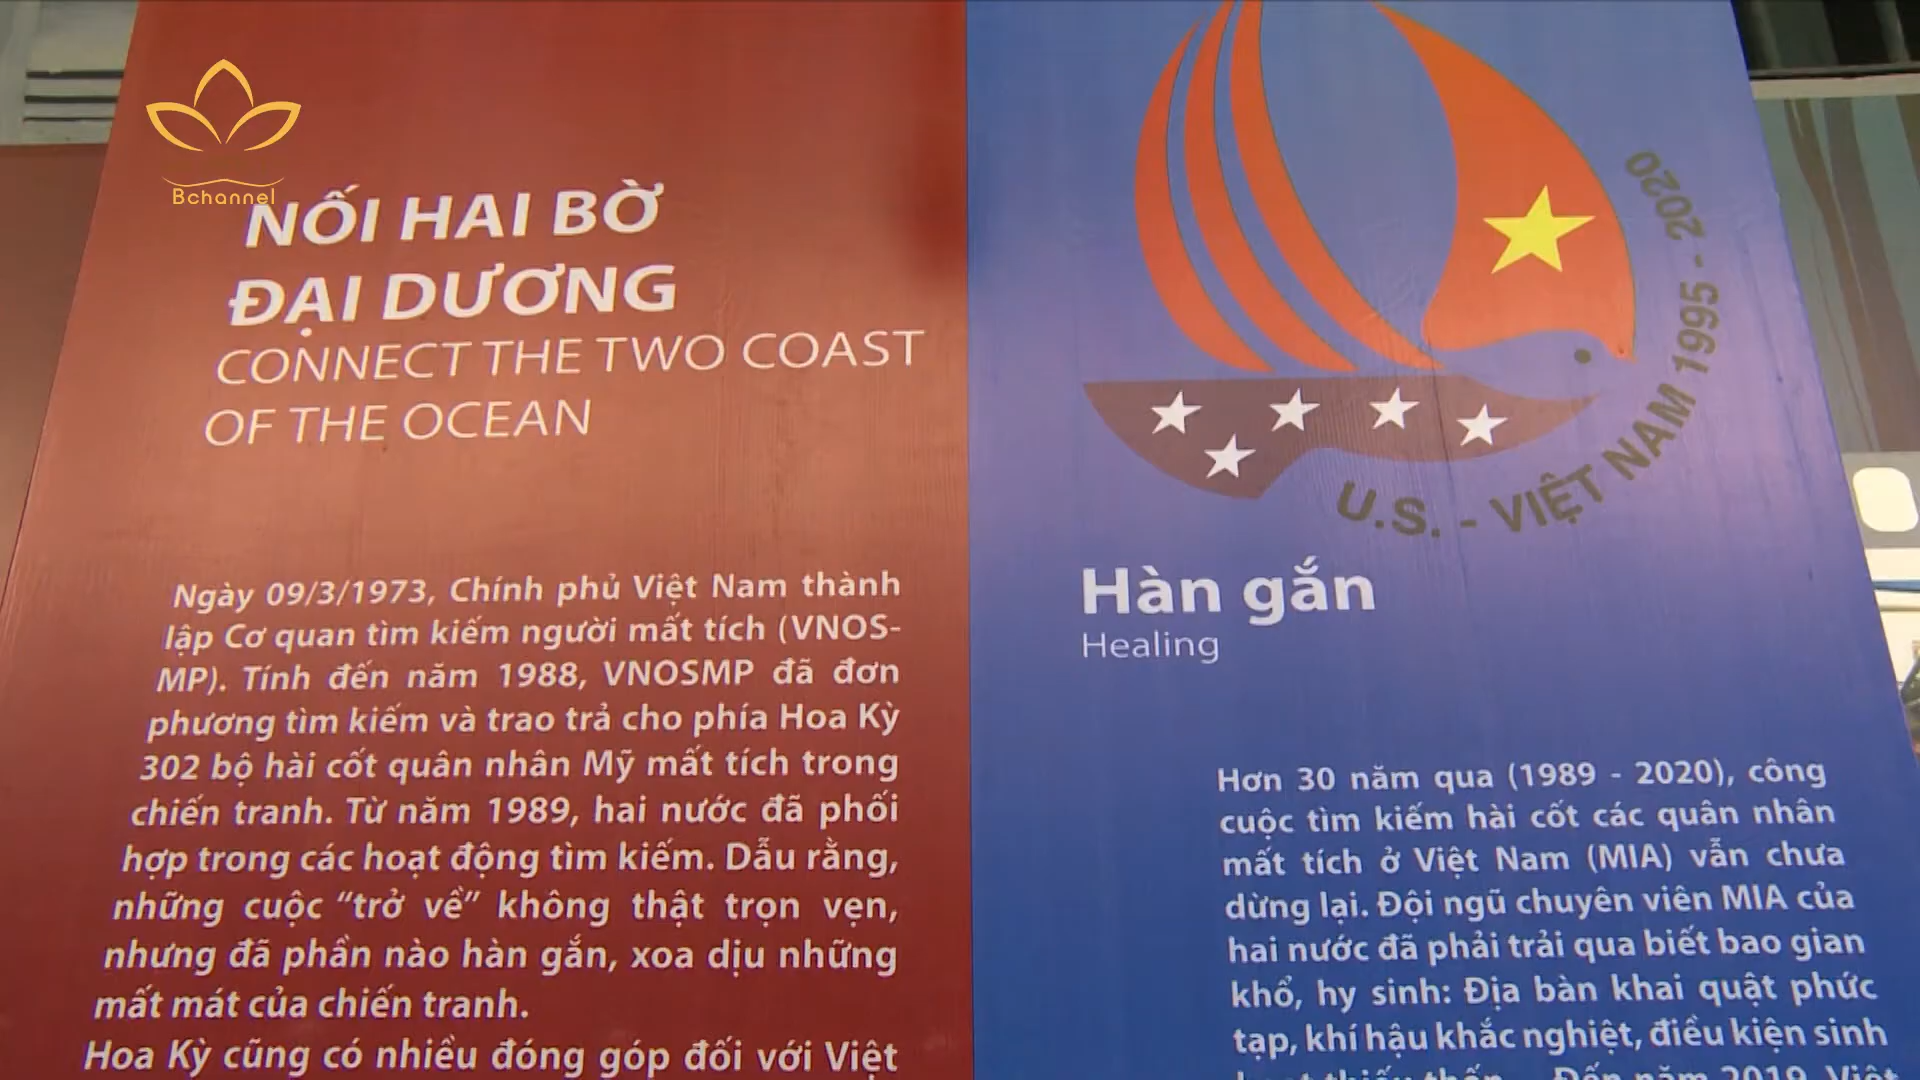 Bchannel
NỐI HAI BỜ
ĐẠI DƯƠNG
CONNECT THE TWO COAST
OF THE OCEAN
Ngày 09/3/1973, Chính phủ Việt Nam thành
lập Cơ quan tìm kiếm người mất tích (VNOS-
MP). Tính đến năm 1988, VNOSMP đã đơn
phương tìm kiếm và trao trả cho phía Hoa Kỳ
302 bộ hài cốt quân nhân Mỹ mất tích trong
chiến tranh. Từ năm 1989, hai nước đã phối
hợp trong các hoạt động tìm kiếm. Dẫu rằng,
những cuộc “trở về” không thật trọn vẹn,
nhưng đã phần nào hàn gắn, xoa dịu những
mất mát của chiến tranh.
Hoa Kỳ cũng có nhiều đóng góp đối với Việt
U.S. - VIỆT NAM 1995 - 2020
Hàn gắn
Healing
Hơn 30 năm qua (1989 - 2020), công
cuộc tìm kiếm hài cốt các quân nhân
mất tích ở Việt Nam (MIA) vẫn chưa
dừng lại. Đội ngũ chuyên viên MIA của
hai nước đã phải trải qua biết bao gian
khổ, hy sinh: Địa bàn khai quật phức
tạp, khí hậu khắc nghiệt, điều kiện sinh
Đến năm 2019, Việt